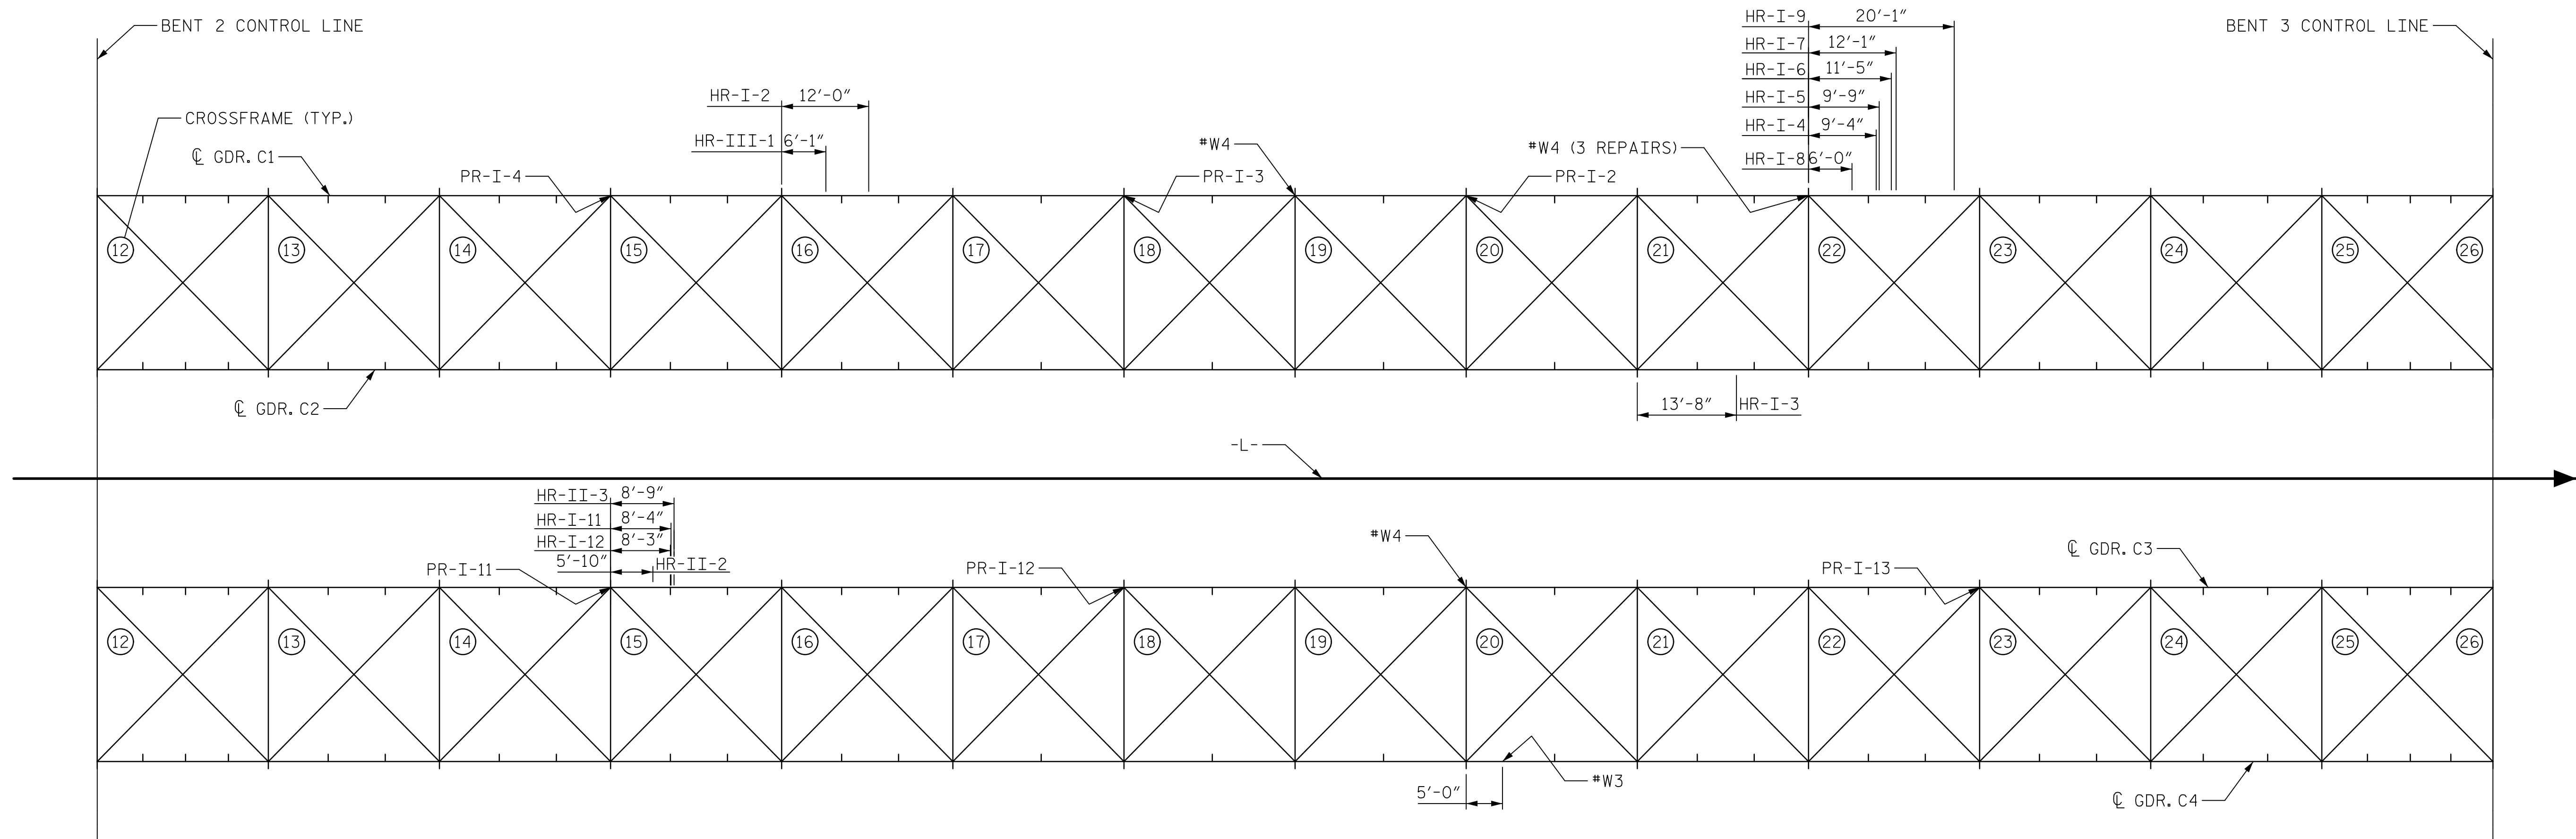 BENT 2 CONTROL LINE
HR-I-9 20'-1"
BENT 3 CONTROL LINE
HR-I-7 12'-1"
HR-I-6 11'-5"
HR-I-2 12'-0"
HR-I-5 9'-9"
CROSSFRAME (TYP.)
HR-I-4 9'-4"
HR-III-1 6'-1"
#W4
#W4 (3 REPAIRS)
℄ GDR. C1
HR-I-8 6'-0"
PR-I-4
PR-I-3
PR-I-2
12 13 14 15 16 17 18 19 20 21 22 23 24 25 26
℄ GDR. C2
13'-8" HR-I-3
-L-
HR-II-3 8'-9"
HR-I-11 8'-4"
HR-I-12 8'-3"
5'-10" HR-II-2
#W4
℄ GDR. C3
PR-I-11
PR-I-12
PR-I-13
12 13 14 15 16 17 18 19 20 21 22 23 24 25 26
#W3
5'-0"
℄ GDR. C4